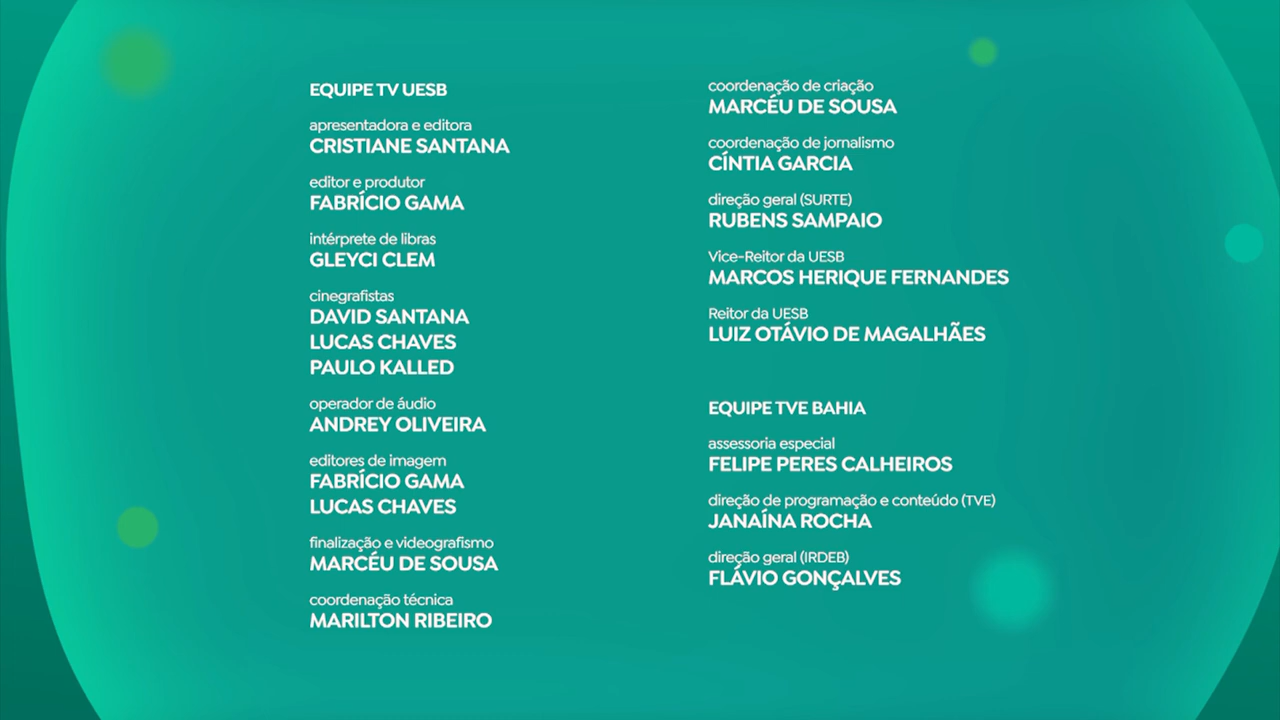 EQUIPE TV UESB
apresentadora e editora
CRISTIANE SANTANA
editor e produtor
FABRÍCIO GAMA
intérprete de libras
GLEYCI CLEM
cinegrafistas
DAVID SANTANA
LUCAS CHAVES
PAULO KALLED
operador de áudio
ANDREY OLIVEIRA
editores de imagem
FABRÍCIO GAMA
LUCAS CHAVES
finalização e videografismo
MARCÉU DE SOUSA
coordenação técnica
MARILTON RIBEIRO
coordenação de criação
MARCÉU DE SOUSA
coordenação de jornalismo
CÍNTIA GARCIA
direção geral (SURTE)
RUBENS SAMPAIO
Vice-Reitor da UESB
MARCOS HERIQUE FERNANDES
Reitor da UESB
LUIZ OTÁVIO DE MAGALHÃES
EQUIPE TVE BAHIA
assessoria especial
FELIPE PERES CALHEIROS
direção de programação e conteúdo (TVE)
JANAÍNA ROCHA
direção geral (IRDEB)
FLÁVIO GONÇALVES